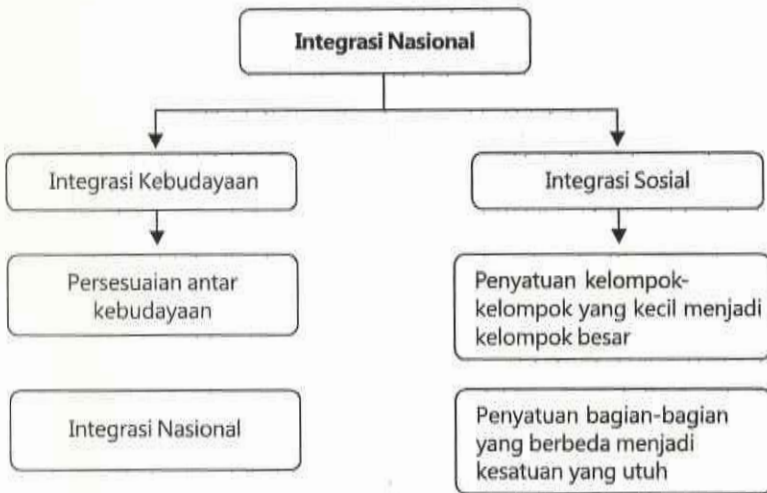 Integrasi Nasional
Integrasi Kebudayaan
Integrasi Sosial
Persesuaian antar
kebudayaan
Penyatuan kelompok-
kelompok yang kecil menjadi
kelompok besar
Integrasi Nasional
Penyatuan bagian-bagian
yang berbeda menjadi
kesatuan yang utuh